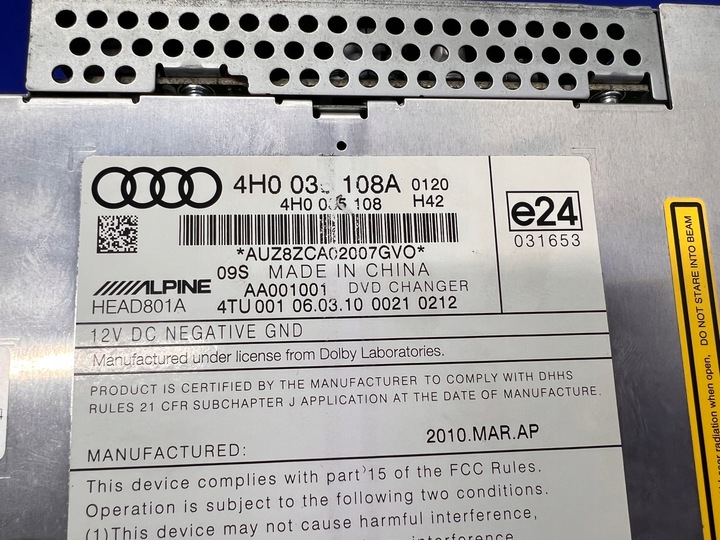 4H0 03 108A 0120
4H0 035 108 H42
*AUZ8ZCA02007GVO*
e24
031653
09S MADE IN CHINA
ALPINE AA001001 DVD CHANGER
HEAD801A 4TU 001 06.03.10 0021 0212
12V DC NEGATIVE GND
Manufactured under license from Dolby Laboratories.
PRODUCT IS CERTIFIED BY THE MANUFACTURER TO COMPLY WITH DHHS
RULES 21 CFR SUBCHAPTER J APPLICATION AT THE DATE OF MANUFACTURE.
MANUFACTURED: 2010.MAR.AP
This device complies with part 15 of the FCC Rules.
Operation is subject to the following two conditions.
(1)This device may not cause harmful interference,
radiation when open. DO NOT STARE INTO BEAM